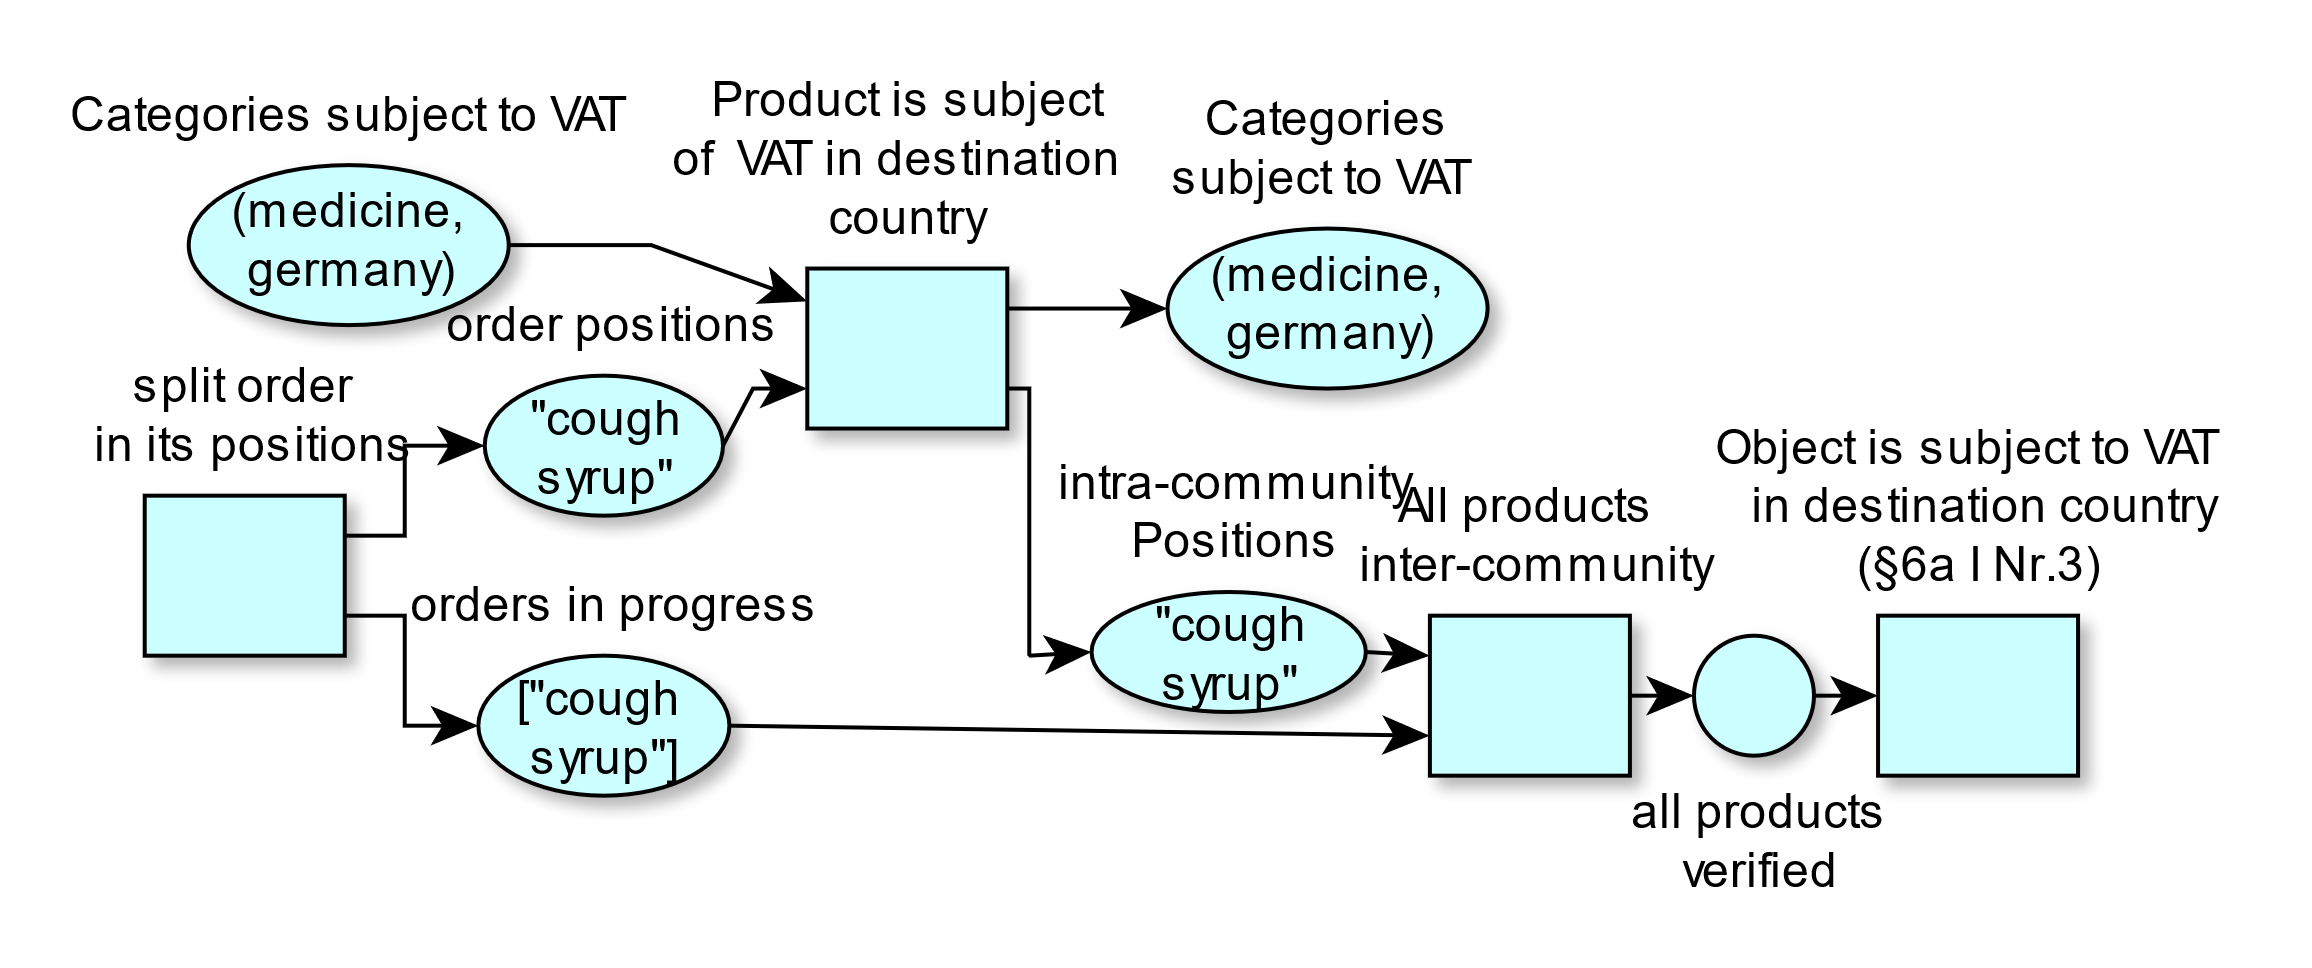 Categories subject to VAT
(medicine,
germany)
Product is subject
of VAT in destination
country
Categories
subject to VAT
(medicine,
germany)
order positions
"cough
syrup"
split order
in its positions
orders in progress
["cough
syrup"]
intra-community
Positions
"cough
syrup"
All products
inter-community
Object is subject to VAT
in destination country
(§6a I Nr.3)
all products
verified